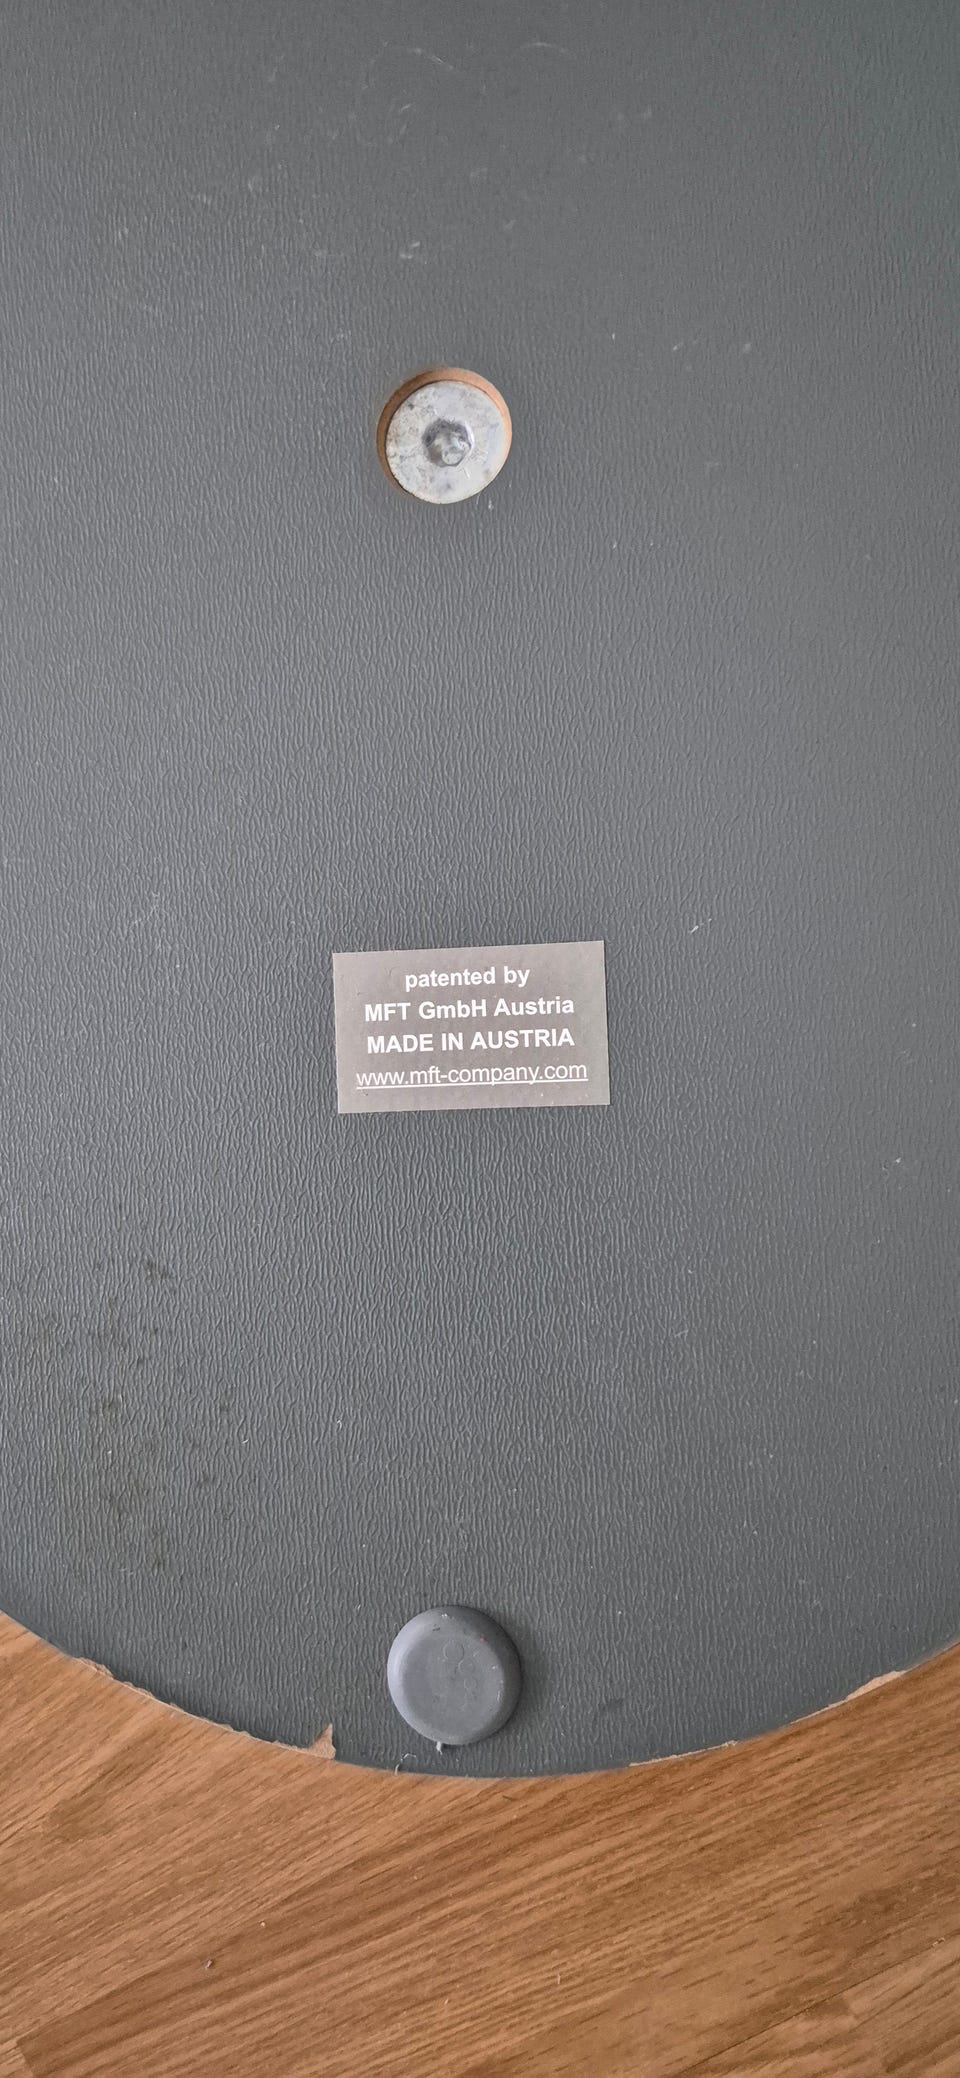 patented by
MFT GmbH Austria
MADE IN AUSTRIA
www.mft-company.com